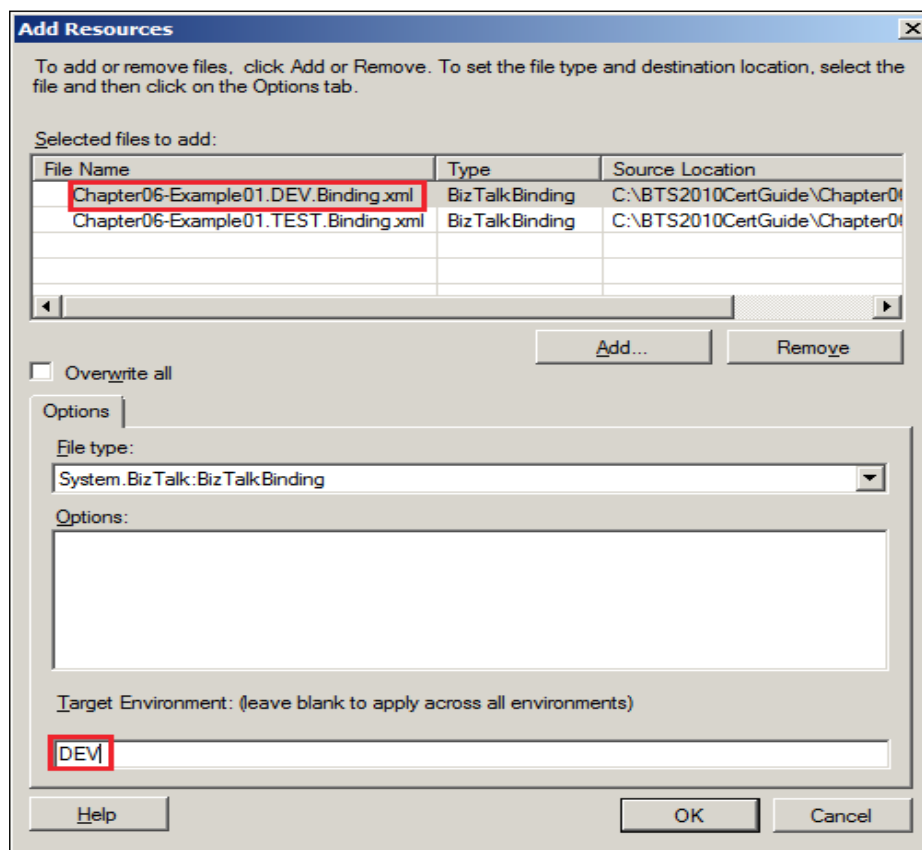 Add Resources
To add or remove files, click Add or Remove. To set the file type and destination location, select the
file and then click on the Options tab.
Selected files to add:
File Name Type Source Location
Chapter06-Example01.DEV.Binding.xml BizTalkBinding C:\BTS2010CertGuide\Chapter0
Chapter06-Example01.TEST.Binding.xml BizTalkBinding C:\BTS2010CertGuide\Chapter0
Add... Remove
Overwrite all
Options
File type:
System.BizTalk:BizTalkBinding
Options:
Target Environment: (leave blank to apply across all environments)
DEV
Help OK Cancel